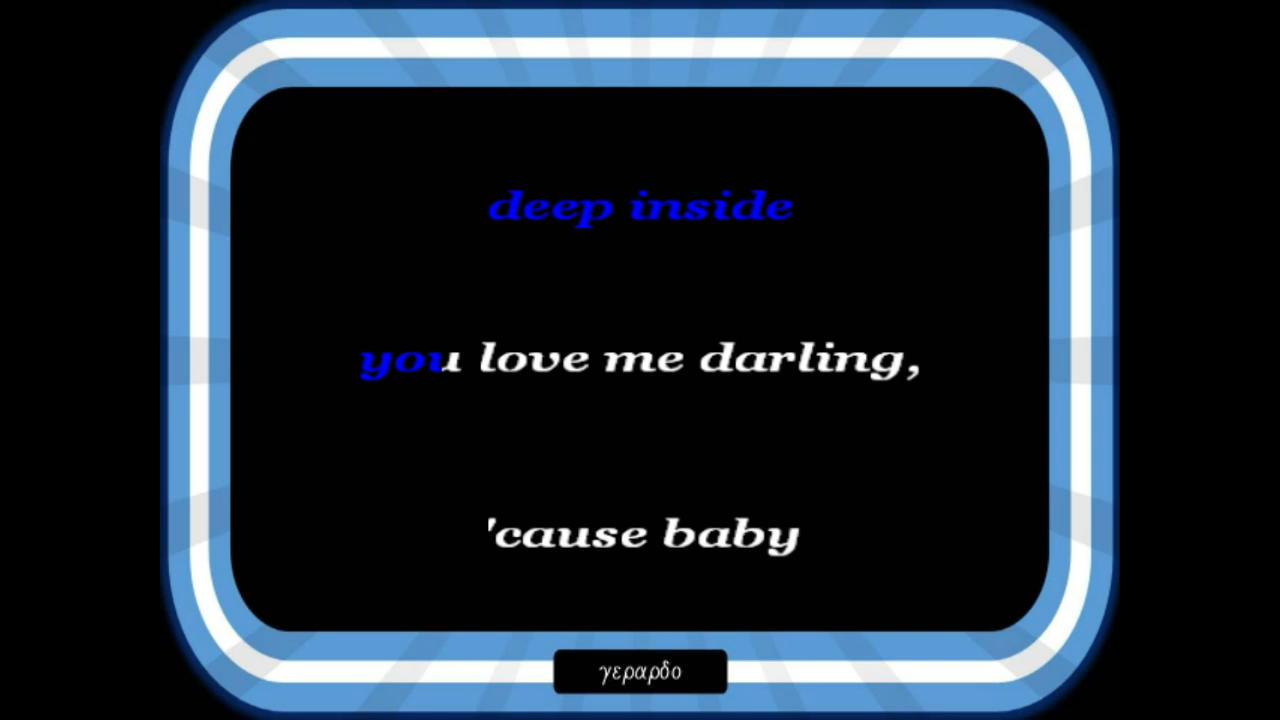 deep inside
you love me darling,
'cause baby
γεραρδο